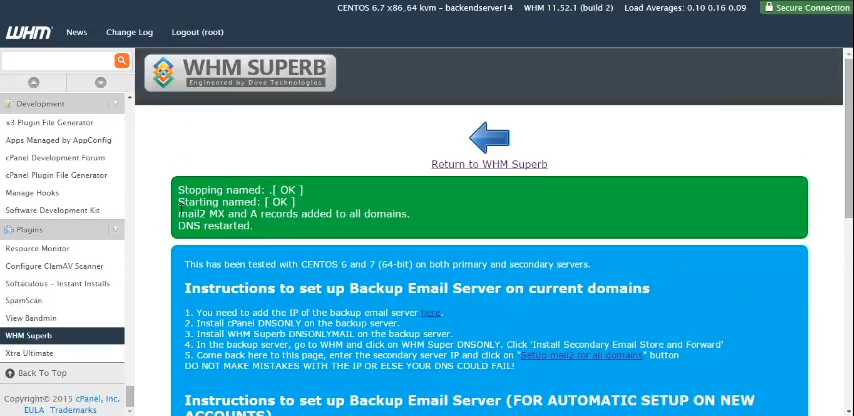 CENTOS 6.7 x86_64 kvm – backendserver14 WHM 11.52.1 (build 2) Load Averages: 0.10 0.16 0.09 Secure Connection
WHM News Change Log Logout (root)
WHM SUPERB
Engineered by Dove Technologies
Development
x3 Plugin File Generator
Apps Managed by AppConfig
cPanel Development Forum
cPanel Plugin File Generator
Manage Hooks
Software Development Kit
Plugins
Resource Monitor
Configure ClamAV Scanner
Softaculous - Instant Installs
SpamScan
View Bandmin
WHM Superb
Xtra Ultimate
Back To Top
Copyright© 2015 cPanel, Inc.
EULA Trademarks
Return to WHM Superb
Stopping named: .[ OK ]
Starting named: [ OK ]
mail2 MX and A records added to all domains.
DNS restarted.
This has been tested with CENTOS 6 and 7 (64-bit) on both primary and secondary servers.
Instructions to set up Backup Email Server on current domains
1. You need to add the IP of the backup email server here.
2. Install cPanel DNSONLY on the backup server.
3. Install WHM Superb DNSONLYMAIL on the backup server.
4. In the backup server, go to WHM and click on WHM Super DNSONLY. Click 'Install Secondary Email Store and Forward'
5. Come back here to this page, enter the secondary server IP and click on "Setup mail2 for all domains" button
DO NOT MAKE MISTAKES WITH THE IP OR ELSE YOUR DNS COULD FAIL!
Instructions to set up Backup Email Server (FOR AUTOMATIC SETUP ON NEW
ACCOUNTS)